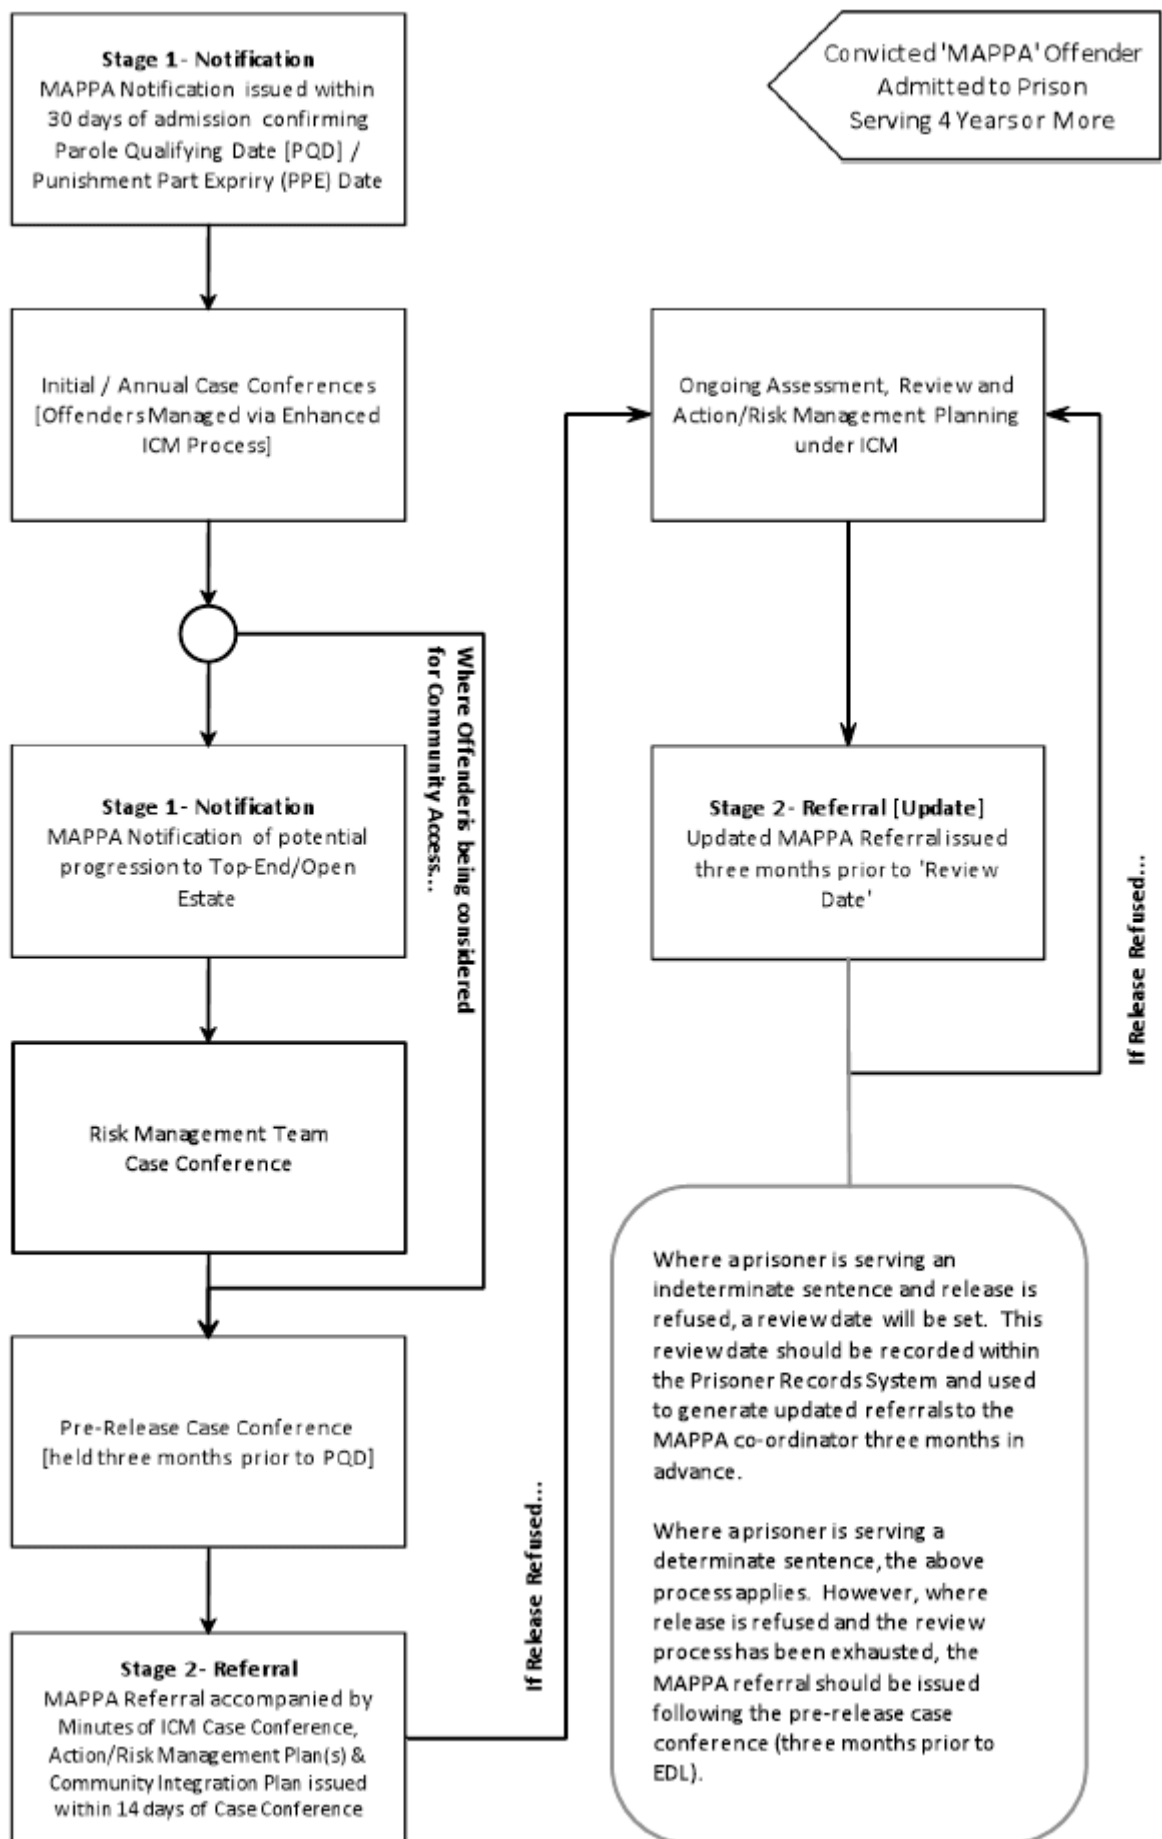 Stage 1- Notification
MAPPA Notification issued within
30 days of admission confirming
Parole Qualifying Date [PQD] /
Punishment Part Expriry (PPE) Date
Convicted 'MAPPA' Offender
Admitted to Prison
Serving 4 Years or More
Initial / Annual Case Conferences
[Offenders Managed via Enhanced
ICM Process]
Ongoing Assessment, Review and
Action/Risk Management Planning
under ICM
Where Offender is being considered
for Community Access...
Stage 1- Notification
MAPPA Notification of potential
progression to Top-End/Open
Estate
Stage 2- Referral [Update]
Updated MAPPA Referral issued
three months prior to 'Review
Date'
If Release Refused...
Risk Management Team
Case Conference
Pre-Release Case Conference
[held three months prior to PQD]
If Release Refused...
Stage 2- Referral
MAPPA Referral accompanied by
Minutes of ICM Case Conference,
Action/Risk Management Plan(s) &
Community Integration Plan issued
within 14 days of Case Conference
Where a prisoner is serving an
indeterminate sentence and release is
refused, a review date will be set. This
review date should be recorded within
the Prisoner Records System and used
to generate updated referrals to the
MAPPA co-ordinator three months in
advance.
Where a prisoner is serving a
determinate sentence, the above
process applies. However, where
release is refused and the review
process has been exhausted, the
MAPPA referral should be issued
following the pre-release case
conference (three months prior to
EDL).